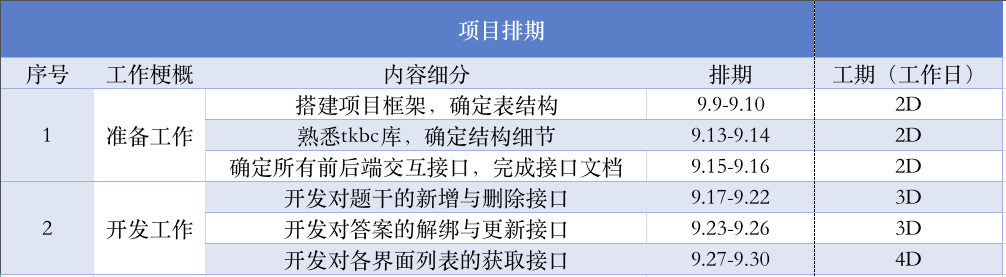 项目排期
序号 工作梗概 内容细分 排期 工期（工作日）
1 准备工作 搭建项目框架，确定表结构 9.9-9.10 2D
熟悉tkbc库，确定结构细节 9.13-9.14 2D
确定所有前后端交互接口，完成接口文档 9.15-9.16 2D
2 开发工作 开发对题干的新增与删除接口 9.17-9.22 3D
开发对答案的解绑与更新接口 9.23-9.26 3D
开发对各界面列表的获取接口 9.27-9.30 4D